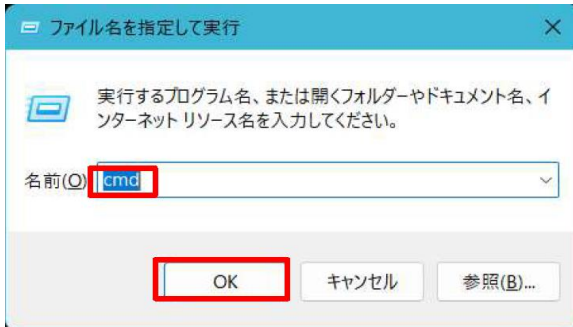 ファイル名を指定して実行
実行するプログラム名、または開くフォルダーやドキュメント名、イ
ンターネット リソース名を入力してください。
名前(O)
cmd
OK
キャンセル
参照(B)...